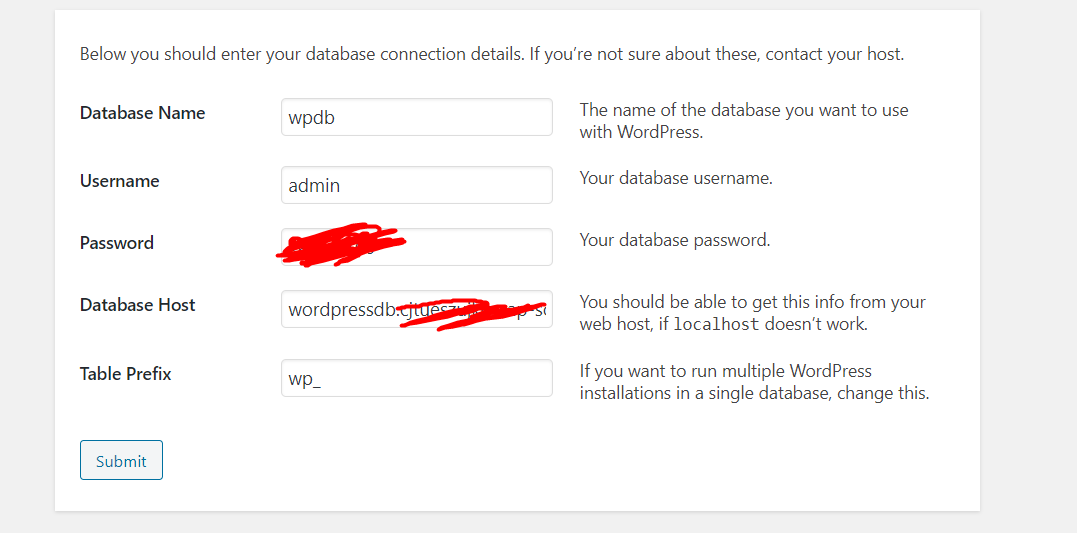 Below you should enter your database connection details. If you’re not sure about these, contact your host.
Database Name
wpdb
The name of the database you want to use
with WordPress.
Username
admin
Your database username.
Password
Your database password.
Database Host
wordpressdb.
You should be able to get this info from your
web host, if localhost doesn’t work.
Table Prefix
wp_
If you want to run multiple WordPress
installations in a single database, change this.
Submit